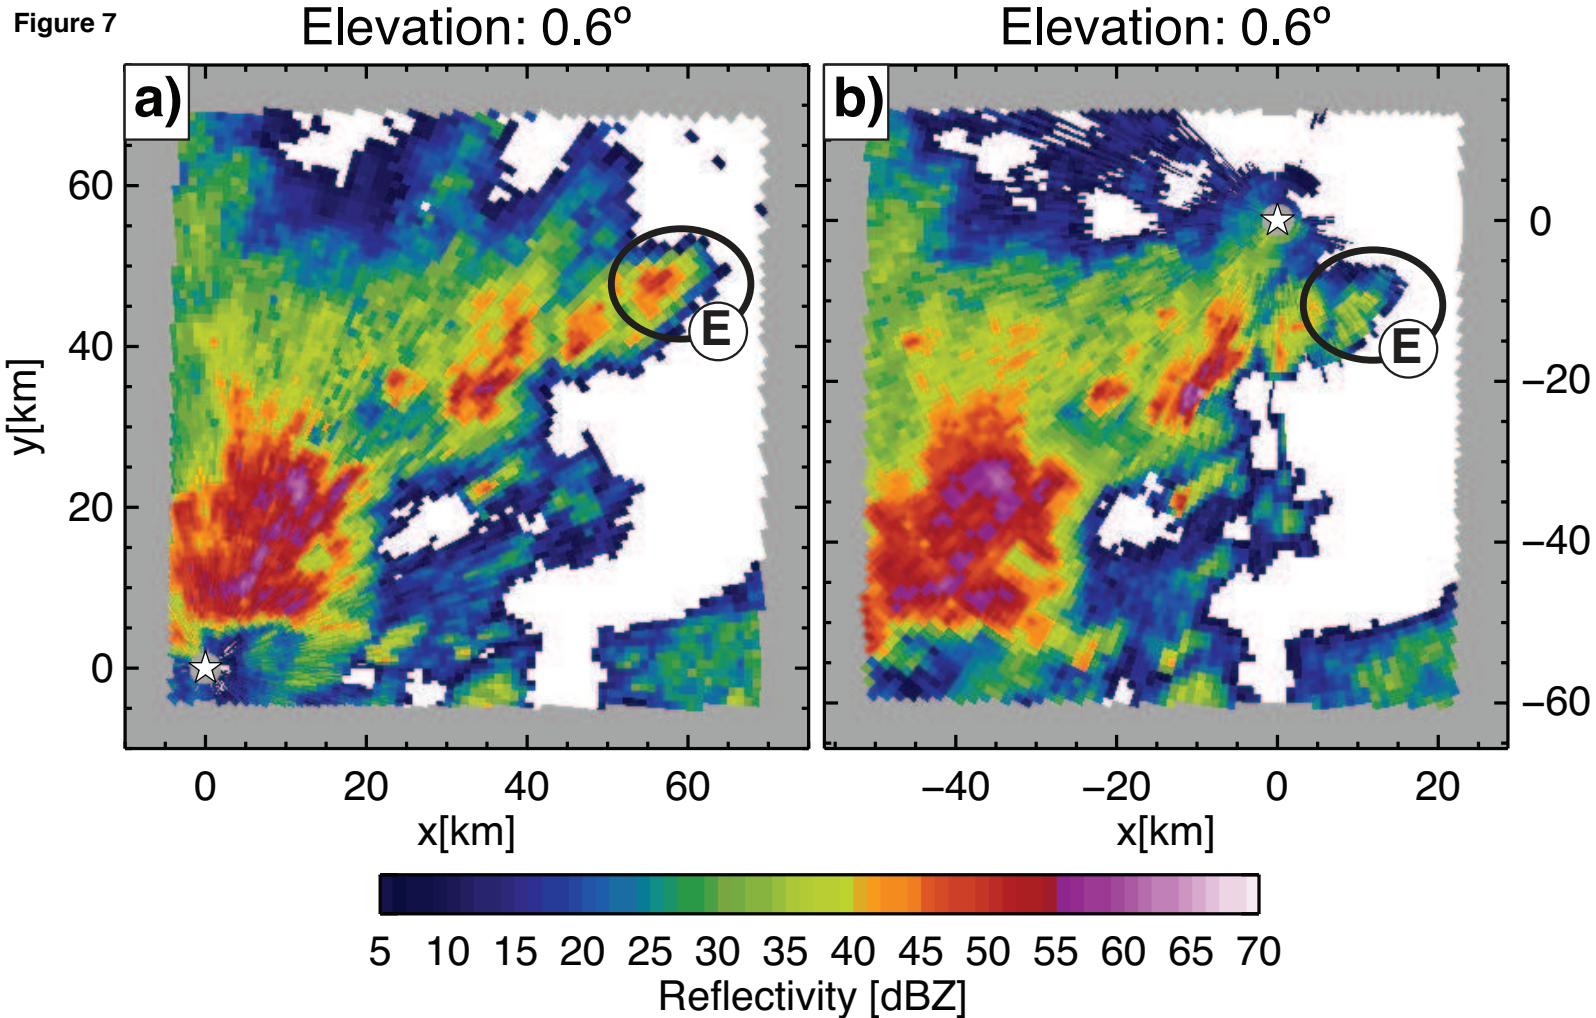 Figure 7
Elevation: 0.6º
Elevation: 0.6º
a)
b)
E
E
60
40
20
0
y[km]
0
−20
−40
−60
0 20 40 60
−40 −20 0 20
x[km]
x[km]
5 10 15 20 25 30 35 40 45 50 55 60 65 70
Reflectivity [dBZ]